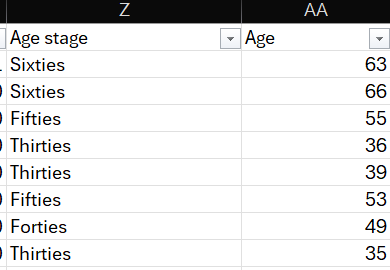 Z AA
Age stage Age
Sixties 63
Sixties 66
Fifties 55
Thirties 36
Thirties 39
Fifties 53
Forties 49
Thirties 35